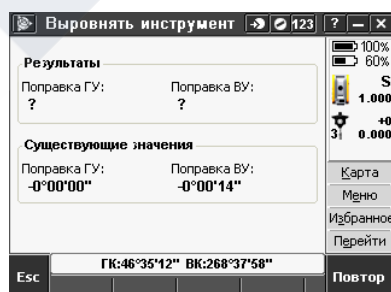 Выровнять инструмент 123 ? – X
100%
60%
Результаты
Поправка ГУ: Поправка ВУ:
? ?
S
1.000
+0
3 0.000
Существующие значения
Поправка ГУ: Поправка ВУ:
-0°00'00" -0°00'14"
Карта
Меню
Избранное
Перейти
ГК:46°35'12" ВК:268°37'58"
Esc Повтор